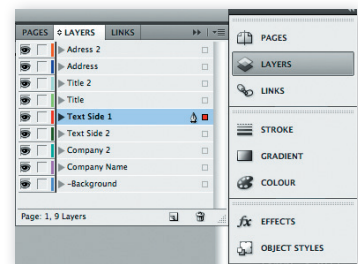 PAGES LAYERS LINKS
Adress 2
Address
Title 2
Title
Text Side 1
Text Side 2
Company 2
Company Name
-Background
Page: 1, 9 Layers
PAGES
LAYERS
LINKS
STROKE
GRADIENT
COLOUR
fx EFFECTS
OBJECT STYLES